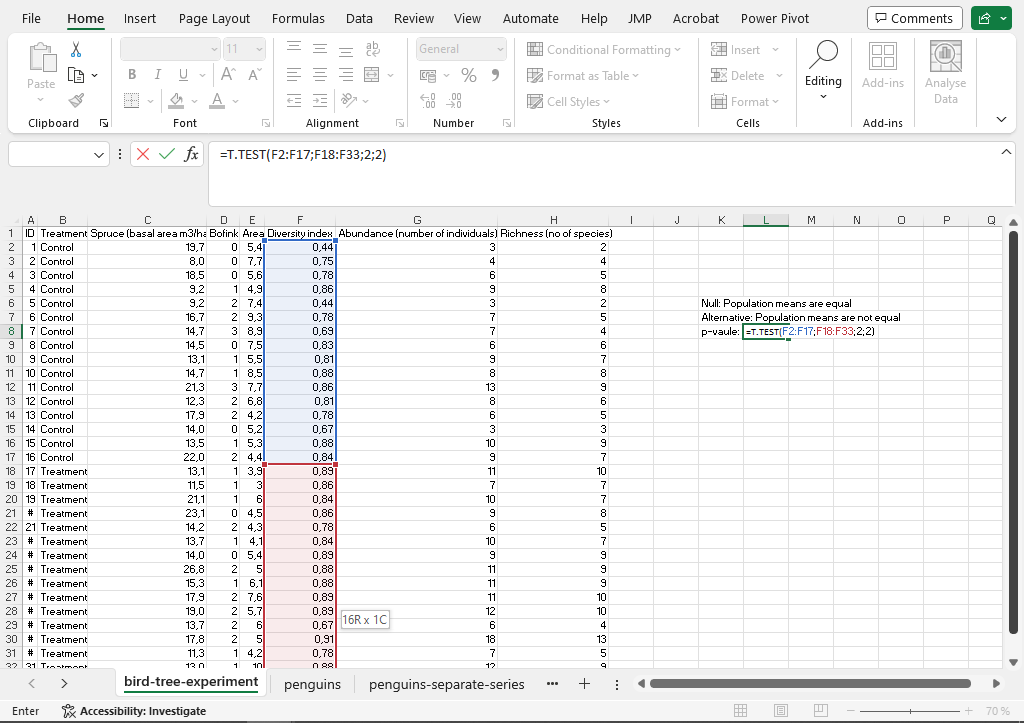 File Home Insert Page Layout Formulas Data Review View Automate Help JMP Acrobat Power Pivot Comments
General Conditional Formatting Insert
11
Paste Format as Table Delete Editing Add-ins Analyse Data
B I U Cell Styles Format
Clipboard Font Alignment Number Styles Cells Add-ins
fx =T.TEST(F2:F17;F18:F33;2;2)
A B C D E F G H I J K L M N O P Q
1 ID Treatment Spruce (basal area m3/ha Bofink Area Diversity index Abundance (number of individuals) Richness (no of species)
2 1 Control 19,7 0 5,4 0,44 3 2
3 2 Control 8,0 0 7,7 0,75 4 4
4 3 Control 18,5 0 5,6 0,78 6 5
5 4 Control 9,2 1 4,9 0,86 9 8
6 5 Control 9,2 2 7,4 0,44 3 2 Null: Population means are equal
7 6 Control 16,7 2 9,3 0,78 7 5 Alternative: Population means are not equal
8 7 Control 14,7 3 8,9 0,69 7 4 p-vaule: =T.TEST(F2:F17;F18:F33;2;2)
9 8 Control 14,5 0 7,5 0,83 6 6
10 9 Control 13,1 1 5,5 0,81 9 7
11 10 Control 14,7 1 8,5 0,88 8 8
12 11 Control 21,3 3 7,7 0,86 13 9
13 12 Control 12,3 2 6,8 0,81 8 6
14 13 Control 17,9 2 4,2 0,78 6 5
15 14 Control 14,0 0 5,2 0,67 3 3
16 15 Control 13,5 1 5,3 0,88 10 9
17 16 Control 22,0 2 4,4 0,84 9 7
18 17 Treatment 13,1 1 3,9 0,89 11 10
19 18 Treatment 11,5 1 3 0,86 7 7
20 19 Treatment 21,1 1 6 0,84 10 7
21 # Treatment 23,1 0 4,5 0,86 9 8
22 21 Treatment 14,2 2 4,3 0,78 6 5
23 # Treatment 13,7 1 4,1 0,84 10 7
24 # Treatment 14,0 0 5,4 0,89 9 9
25 # Treatment 26,8 2 5 0,88 11 9
26 # Treatment 15,3 1 6,1 0,88 11 9
27 # Treatment 17,9 2 7,6 0,89 11 10
28 # Treatment 19,0 2 5,7 0,89 12 10
29 # Treatment 13,7 2 6 0,67 16R x 1C 6 4
30 # Treatment 17,8 2 5 0,91 18 13
31 # Treatment 11,3 1 4,2 0,78 7 5
32 31 Treatment 13,0 1 10 0,88 12 9
bird-tree-experiment penguins penguins-separate-series
Enter Accessibility: Investigate 70 %